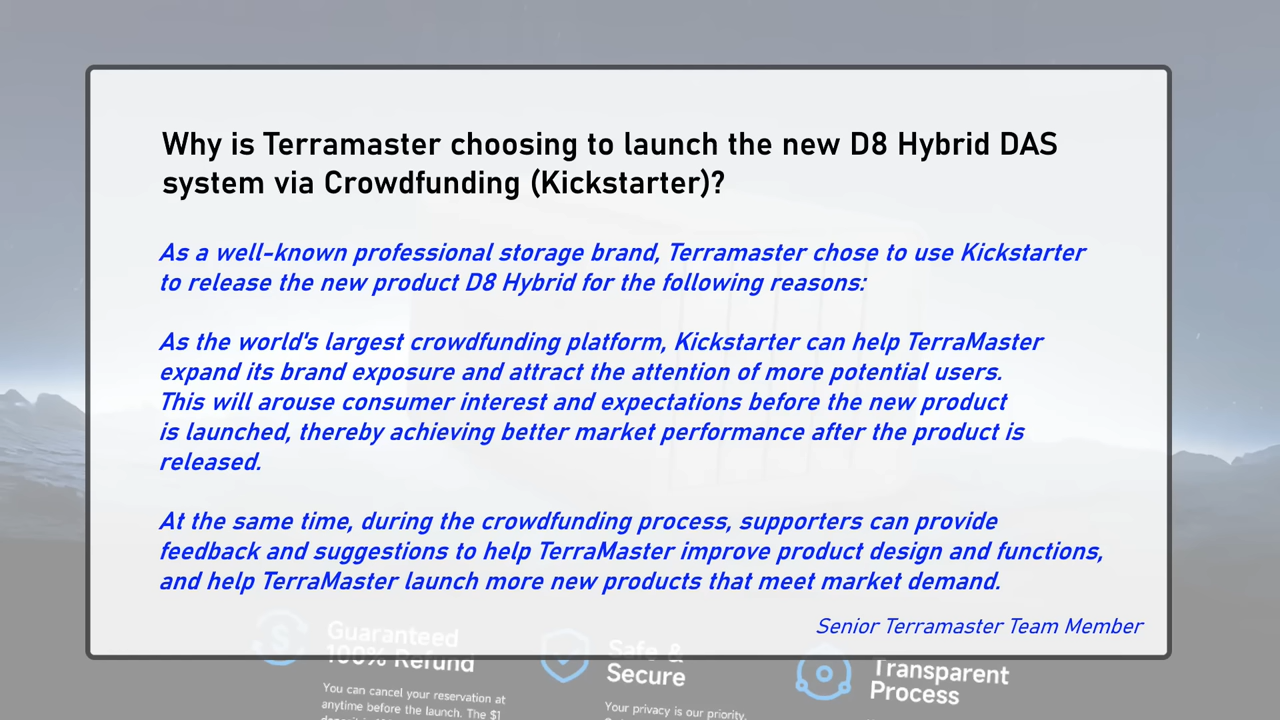 Why is Terramaster choosing to launch the new D8 Hybrid DAS
system via Crowdfunding (Kickstarter)?
As a well-known professional storage brand, Terramaster chose to use Kickstarter
to release the new product D8 Hybrid for the following reasons:
As the world's largest crowdfunding platform, Kickstarter can help TerraMaster
expand its brand exposure and attract the attention of more potential users.
This will arouse consumer interest and expectations before the new product
is launched, thereby achieving better market performance after the product is
released.
At the same time, during the crowdfunding process, supporters can provide
feedback and suggestions to help TerraMaster improve product design and functions,
and help TerraMaster launch more new products that meet market demand.
Senior Terramaster Team Member
Guaranteed
100% Refund
You can cancel your reservation at
anytime before the launch. The $1
Safe &
Secure
Your privacy is our priority.
Transparent
Process